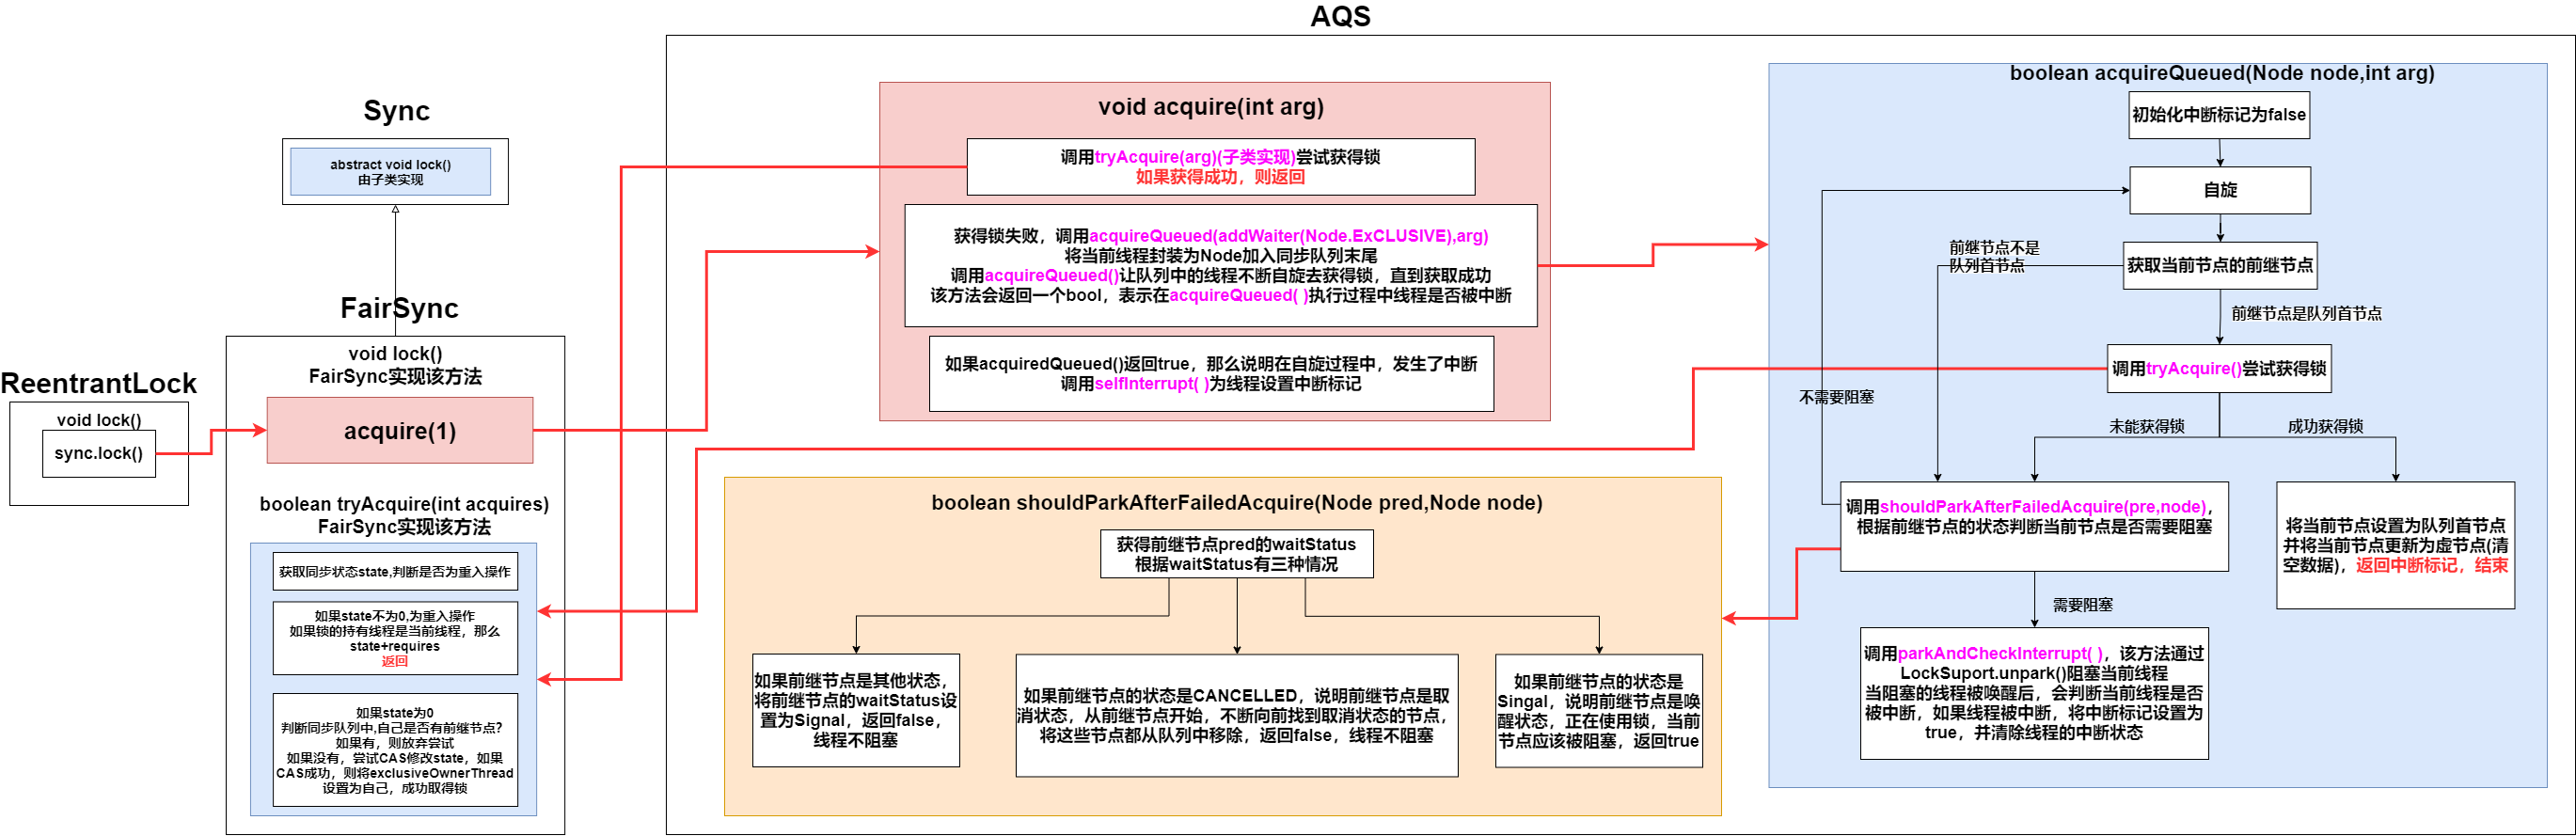 AQS
Sync
abstract void lock()
由子类实现
FairSync
void lock()
FairSync实现该方法
acquire(1)
boolean tryAcquire(int acquires)
FairSync实现该方法
获取同步状态state,判断是否为重入操作
如果state不为0,为重入操作
如果锁的持有线程是当前线程，那么
state+requires
返回
如果state为0
判断同步队列中,自己是否有前继节点?
如果有，则放弃尝试
如果没有，尝试CAS修改state，如果
CAS成功，则将exclusiveOwnerThread
设置为自己，成功取得锁
ReentrantLock
void lock()
sync.lock()
void acquire(int arg)
调用tryAcquire(arg)(子类实现)尝试获得锁
如果获得成功，则返回
获得锁失败，调用acquireQueued(addWaiter(Node.ExCLUSIVE),arg)
将当前线程封装为Node加入同步队列末尾
调用acquireQueued()让队列中的线程不断自旋去获得锁，直到获取成功
该方法会返回一个bool，表示在acquireQueued( )执行过程中线程是否被中断
如果acquiredQueued()返回true，那么说明在自旋过程中，发生了中断
调用selfInterrupt( )为线程设置中断标记
boolean shouldParkAfterFailedAcquire(Node pred,Node node)
获得前继节点pred的waitStatus
根据waitStatus有三种情况
如果前继节点是其他状态，
将前继节点的waitStatus设
置为Signal，返回false，
线程不阻塞
如果前继节点的状态是CANCELLED，说明前继节点是取
消状态，从前继节点开始，不断向前找到取消状态的节点，
将这些节点都从队列中移除，返回false，线程不阻塞
如果前继节点的状态是
Singal，说明前继节点是唤
醒状态，正在使用锁，当前
节点应该被阻塞，返回true
boolean acquireQueued(Node node,int arg)
初始化中断标记为false
自旋
获取当前节点的前继节点
前继节点不是
队列首节点
前继节点是队列首节点
调用tryAcquire()尝试获得锁
不需要阻塞
未能获得锁
成功获得锁
调用shouldParkAfterFailedAcquire(pre,node)，
根据前继节点的状态判断当前节点是否需要阻塞
将当前节点设置为队列首节点
并将当前节点更新为虚节点(清
空数据)，返回中断标记，结束
需要阻塞
调用parkAndCheckInterrupt( )，该方法通过
LockSuport.unpark()阻塞当前线程
当阻塞的线程被唤醒后，会判断当前线程是否
被中断，如果线程被中断，将中断标记设置为
true，并清除线程的中断状态